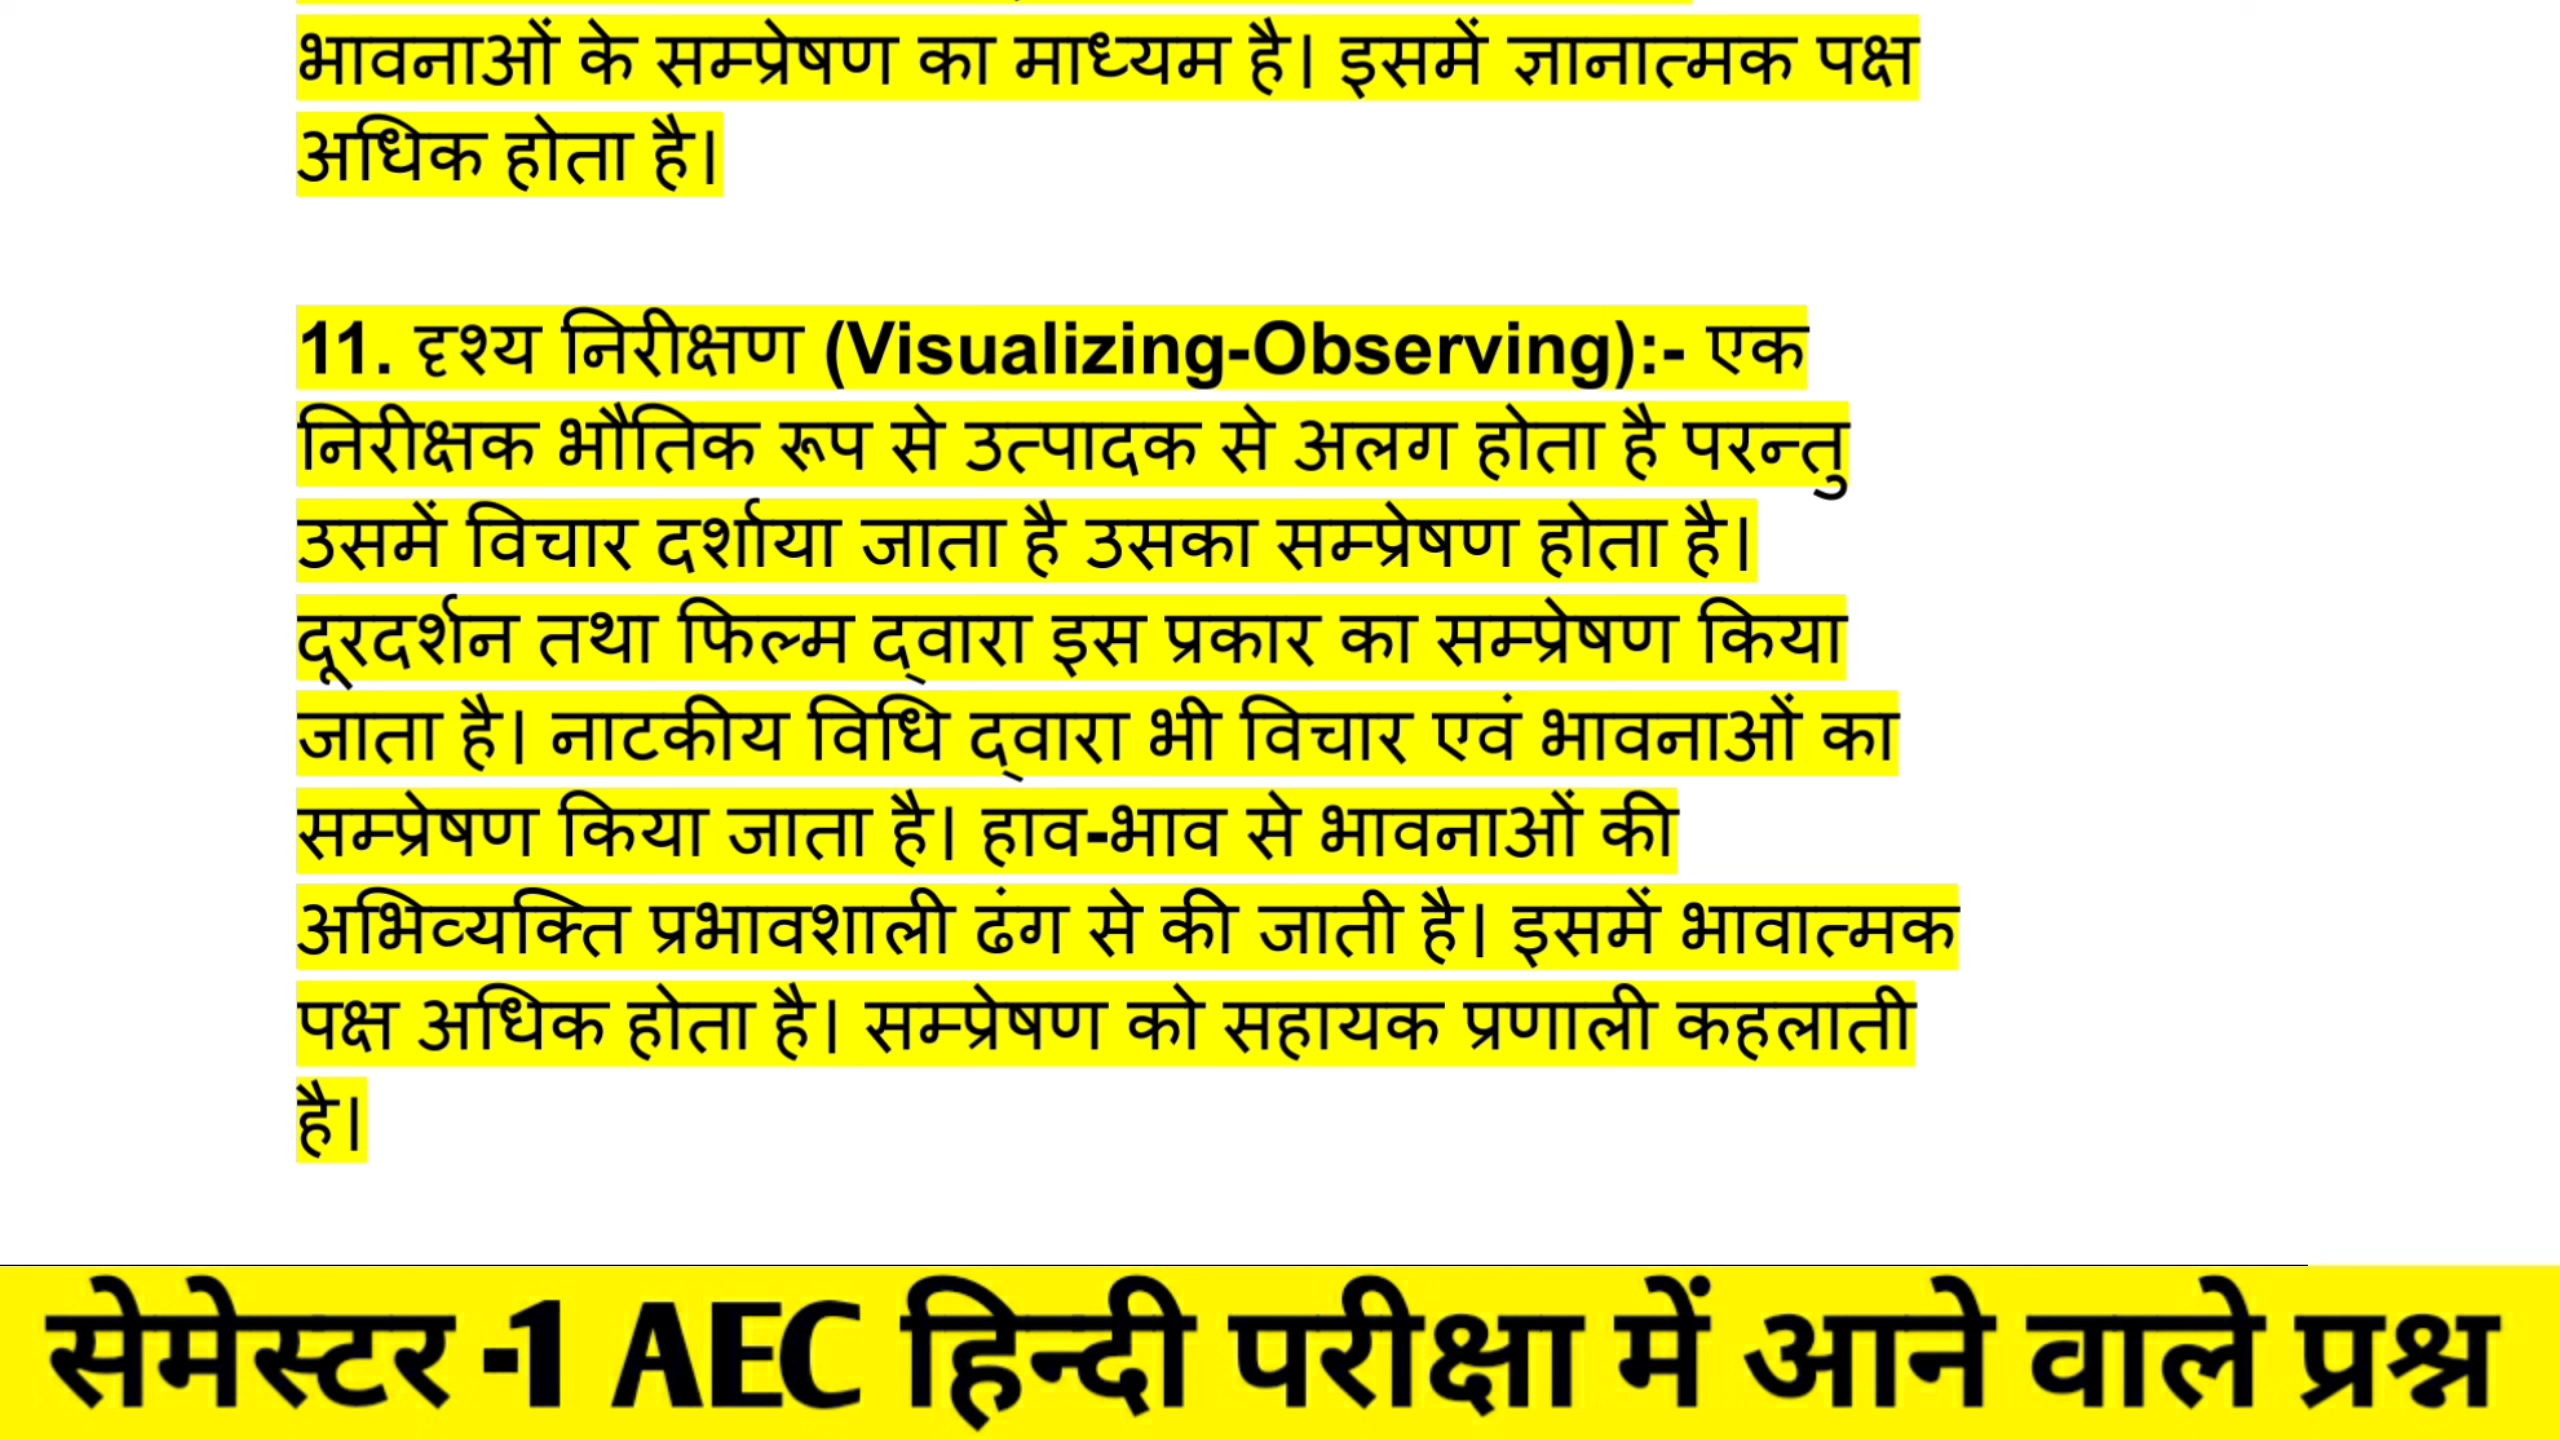 भावनाओं के सम्प्रेषण का माध्यम है। इसमें ज्ञानात्मक पक्ष
अधिक होता है।
11. दृश्य निरीक्षण (Visualizing-Observing):- एक
निरीक्षक भौतिक रूप से उत्पादक से अलग होता है परन्तु
उसमें विचार दर्शाया जाता है उसका सम्प्रेषण होता है।
दूरदर्शन तथा फिल्म द्वारा इस प्रकार का सम्प्रेषण किया
जाता है। नाटकीय विधि द्वारा भी विचार एवं भावनाओं का
सम्प्रेषण किया जाता है। हाव-भाव से भावनाओं की
अभिव्यक्ति प्रभावशाली ढंग से की जाती है। इसमें भावात्मक
पक्ष अधिक होता है। सम्प्रेषण को सहायक प्रणाली कहलाती
है।
सेमेस्टर -1 AEC हिन्दी परीक्षा में आने वाले प्रश्न